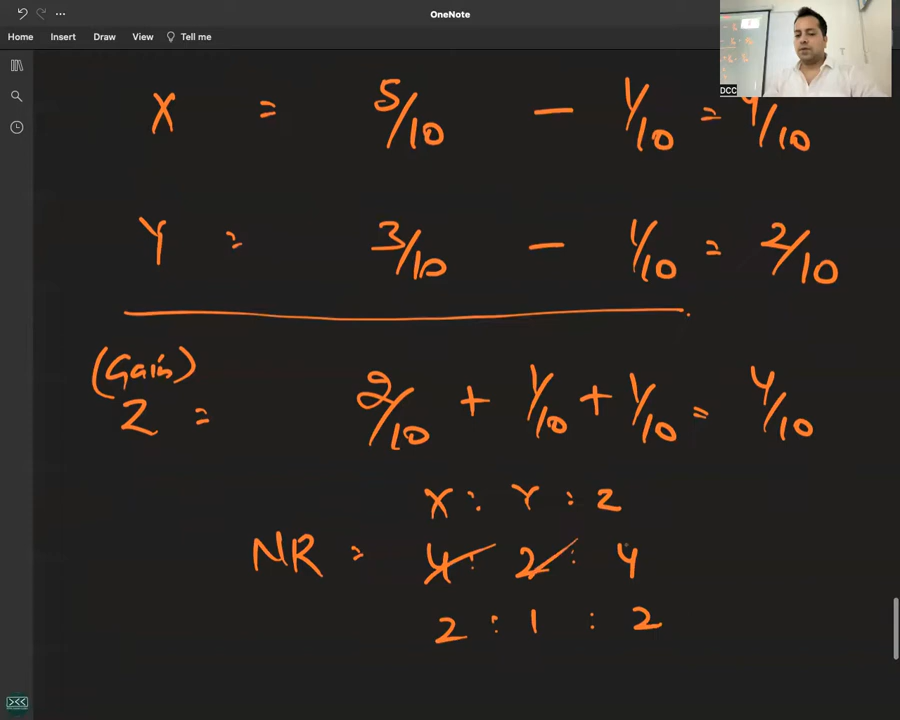 OneNote
Home Insert Draw View Tell me
DCC
X = 5/10 - 1/10 = 4/10
Y = 3/10 - 1/10 = 2/10
(Gain)
Z = 2/10 + 1/10 + 1/10 = 4/10
X : Y : Z
NR = 4 : 2 : 4
2 : 1 : 2